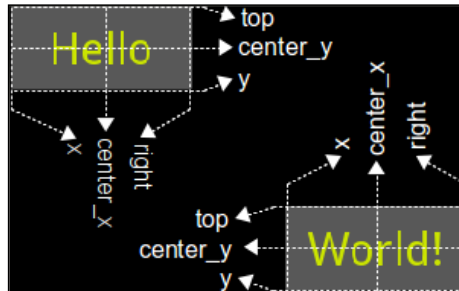 Hello
top
center_y
y
x
center_x
right
x
center_x
right
top
center_y
y
World!